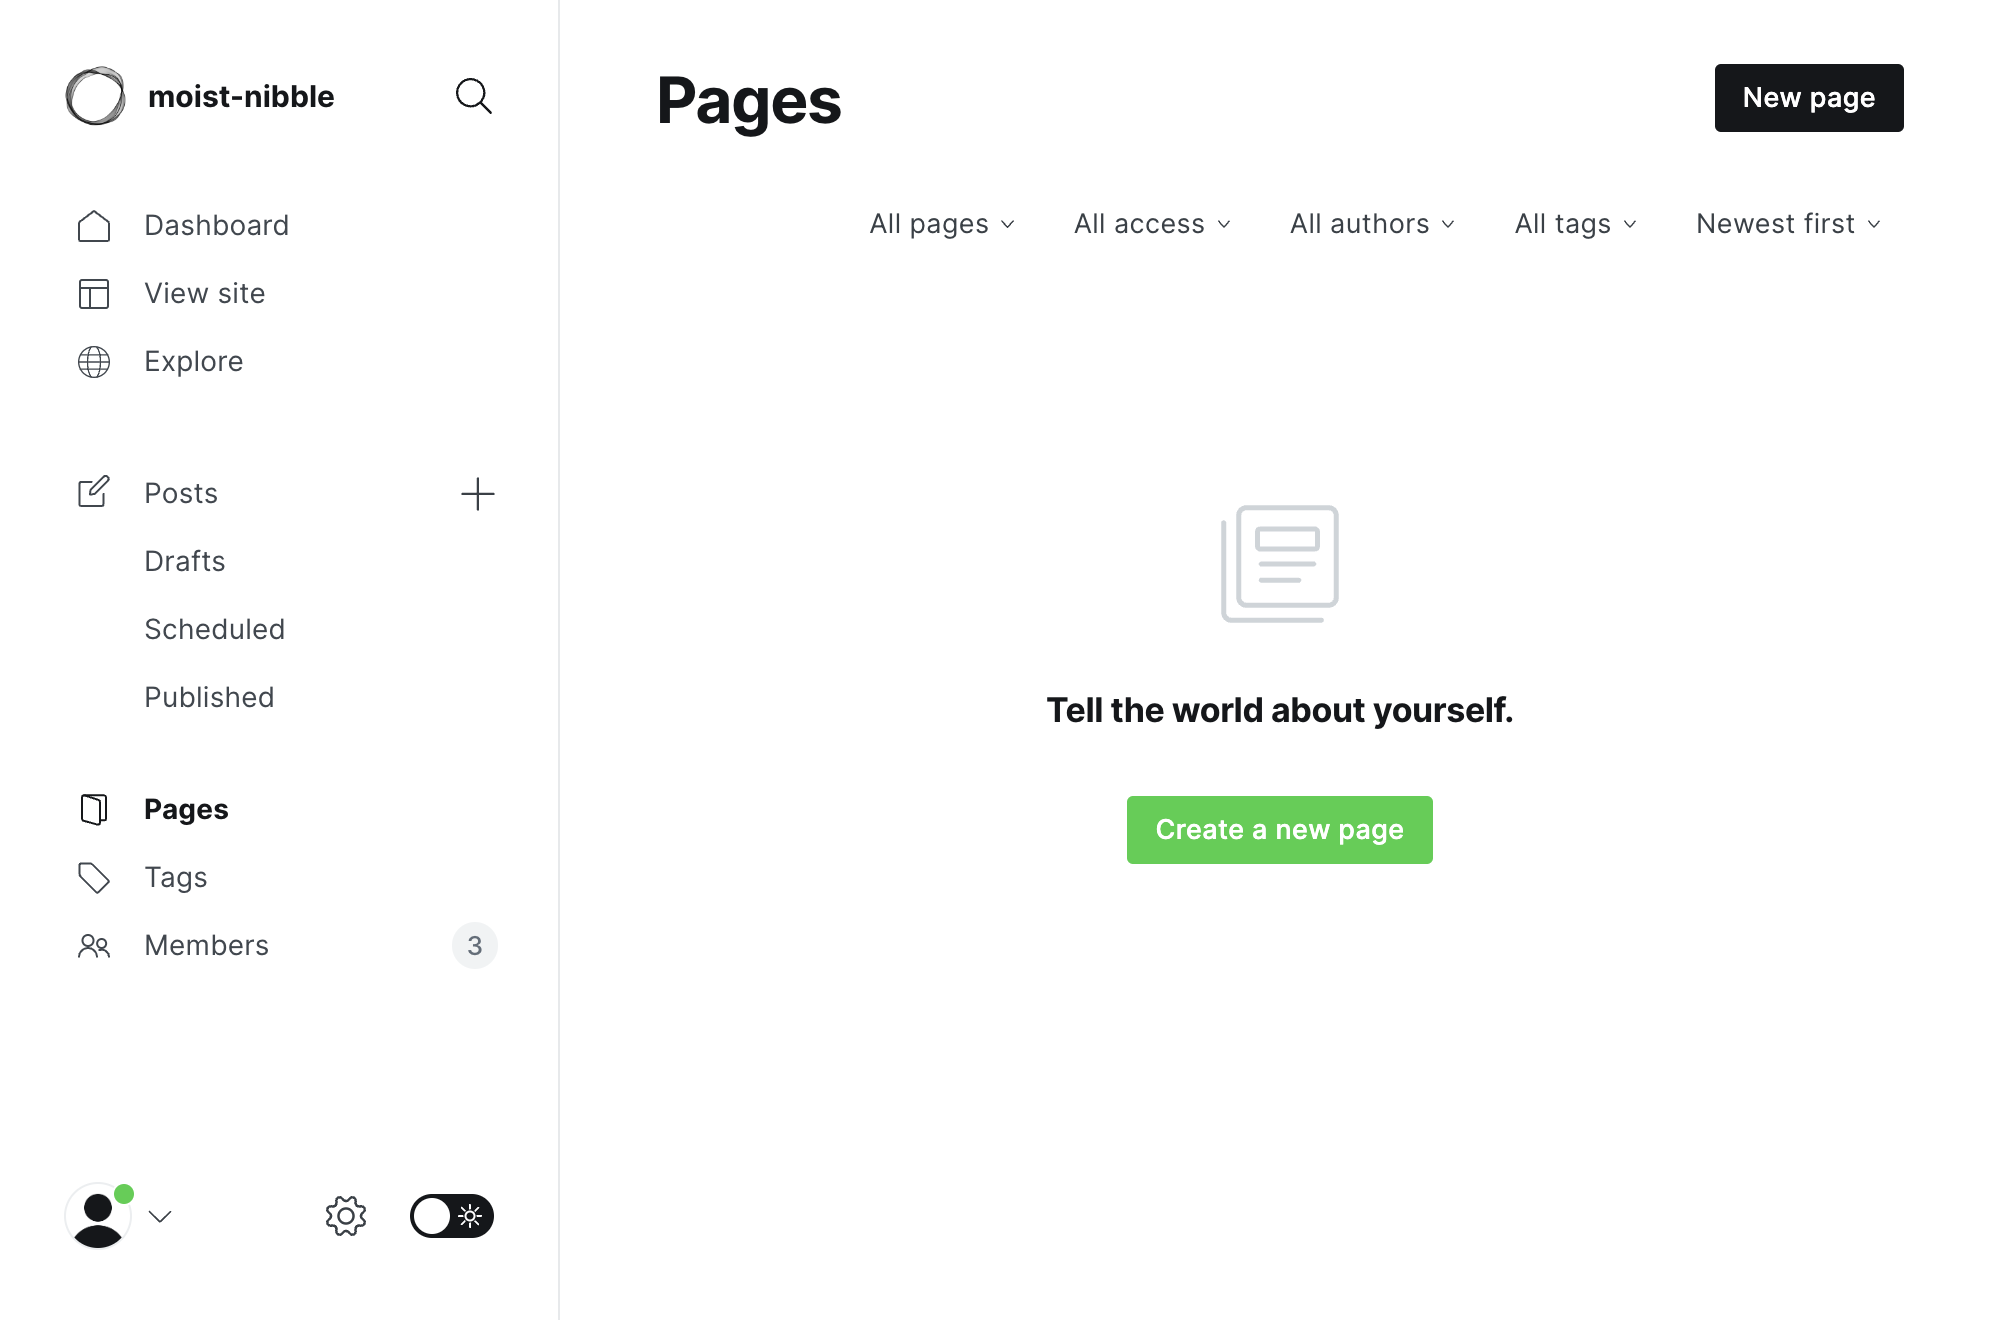 moist-nibble
Dashboard
View site
Explore
Posts
Drafts
Scheduled
Published
Pages
Tags
Members 3
Pages
New page
All pages All access All authors All tags Newest first
Tell the world about yourself.
Create a new page